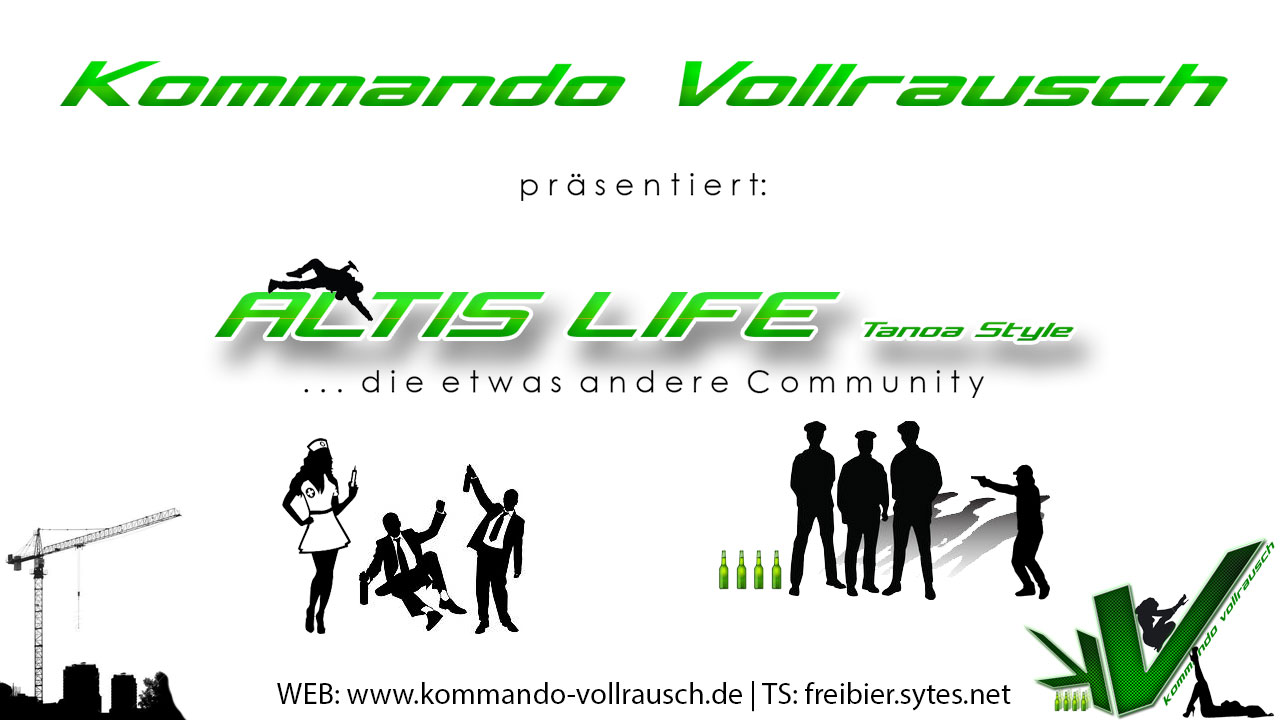 Kommando Vollrausch
präsentiert:
ALTIS LIFE Tanoa Style
... die etwas andere Community
kommando vollrausch
WEB: www.kommando-vollrausch.de | TS: freibier.sytes.net